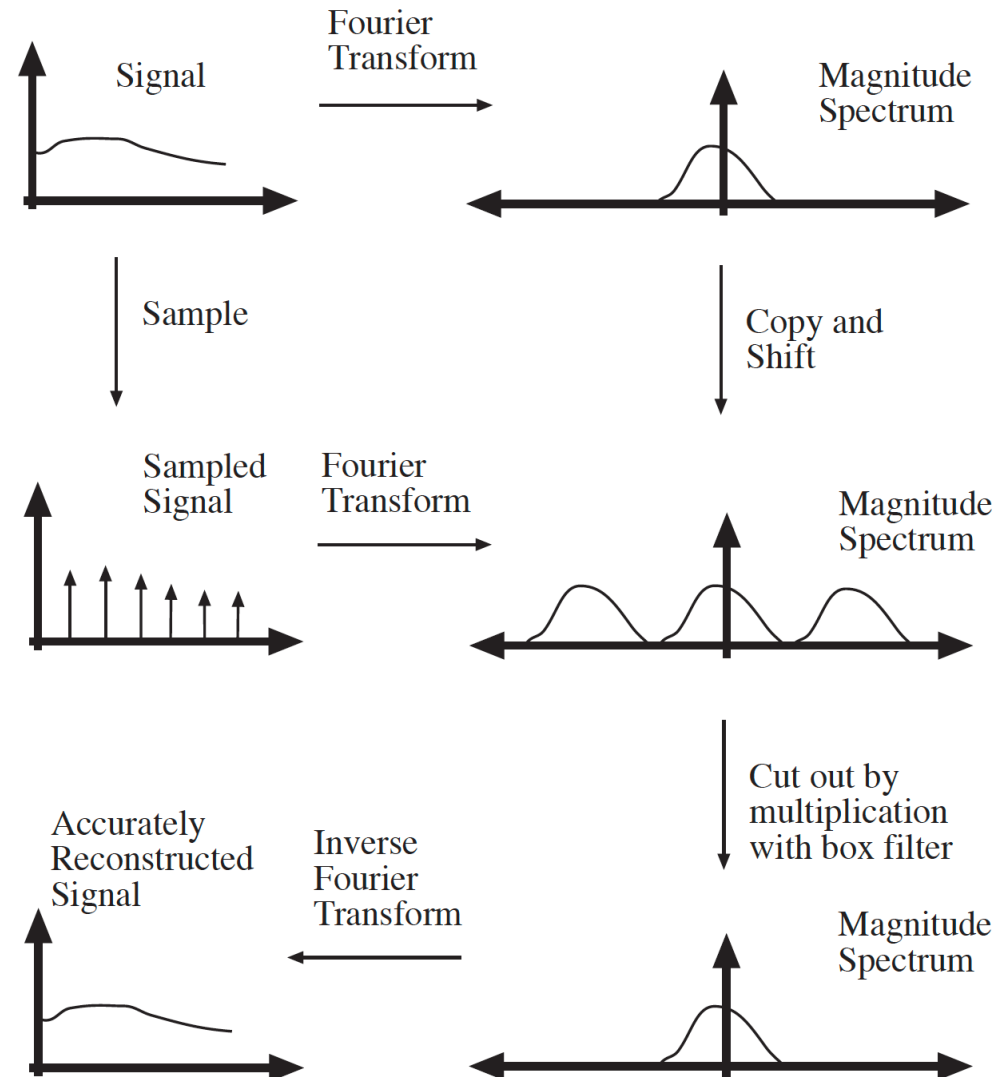 Fourier
Transform
Signal
Magnitude
Spectrum
Sample
Copy and
Shift
Sampled
Signal
Fourier
Transform
Magnitude
Spectrum
Cut out by
multiplication
with box filter
Accurately
Reconstructed
Signal
Inverse
Fourier
Transform
Magnitude
Spectrum